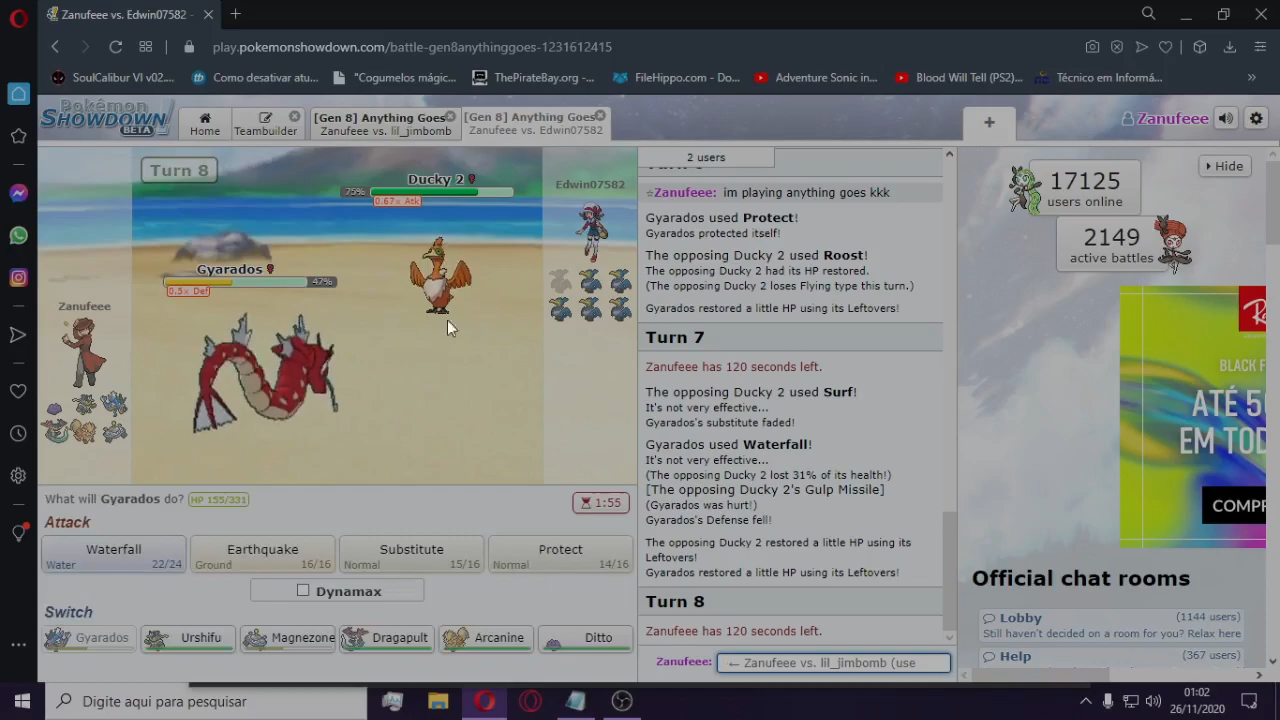 Zanufeee vs. Edwin07582 -
play.pokemonshowdown.com/battle-gen8anythinggoes-1231612415
SoulCalibur VI v02....
Como desativar atu...
"Cogumelos mágic...
ThePirateBay.org -...
FileHippo.com - Do...
Adventure Sonic in...
Blood Will Tell (PS2)...
Técnico em Informá...
Pokémon
SHOWDOWN
BETA
Home
Teambuilder
[Gen 8] Anything Goes
Zanufeee vs. lil_jimbomb
[Gen 8] Anything Goes
Zanufeee vs. Edwin07582
Zanufeee
Turn 8
Ducky 2
75%
0.67× Atk
Edwin07582
Gyarados
47%
0.5× Def
Zanufeee
2 users
☆Zanufeee: im playing anything goes kkk
Gyarados used Protect!
Gyarados protected itself!
The opposing Ducky 2 used Roost!
The opposing Ducky 2 had its HP restored.
(The opposing Ducky 2 loses Flying type this turn.)
Gyarados restored a little HP using its Leftovers!
Turn 7
Zanufeee has 120 seconds left.
The opposing Ducky 2 used Surf!
It's not very effective...
Gyarados's substitute faded!
Gyarados used Waterfall!
It's not very effective...
(The opposing Ducky 2 lost 31% of its health!)
[The opposing Ducky 2's Gulp Missile]
(Gyarados was hurt!)
Gyarados's Defense fell!
The opposing Ducky 2 restored a little HP using its
Leftovers!
Gyarados restored a little HP using its Leftovers!
Turn 8
Zanufeee has 120 seconds left.
Zanufeee: ← Zanufeee vs. lil_jimbomb (use
What will Gyarados do? HP 155/331
1:55
Attack
Waterfall
Water 22/24
Earthquake
Ground 16/16
Substitute
Normal 15/16
Protect
Normal 14/16
Dynamax
Switch
Gyarados
Urshifu
Magnezone
Dragapult
Arcanine
Ditto
Hide
17125
users online
2149
active battles
BLACK F
ATÉ 50
EM TOD
COMPR
Official chat rooms
Lobby (1144 users)
Still haven't decided on a room for you? Relax here
Help (367 users)
Digite aqui para pesquisar
01:02
26/11/2020